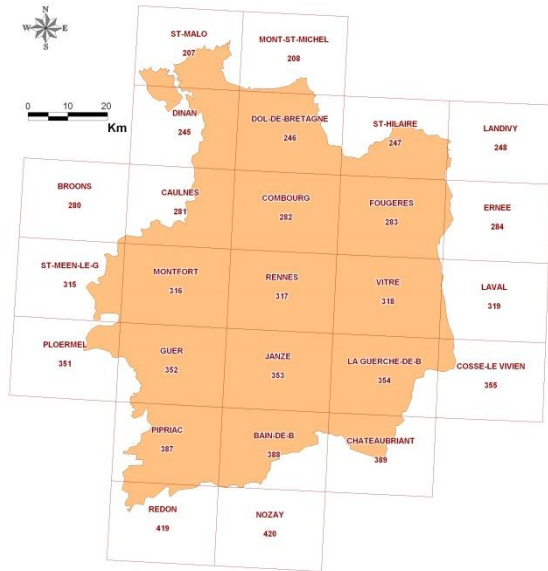 N
W E
S
ST-MALO
207
MONT-ST-MICHEL
208
0 10 20
Km
DINAN
245
DOL-DE-BRETAGNE
246
ST-HILAIRE
247
LANDIVY
248
BROONS
280
CAULNES
281
COMBOURG
282
FOUGERES
283
ERNEE
284
ST-MEEN-LE-G
315
MONTFORT
316
RENNES
317
VITRE
318
LAVAL
319
PLOERMEL
351
GUER
352
JANZE
353
LA GUERCHE-DE-B
354
COSSE-LE VIVIEN
355
PIPRIAC
387
BAIN-DE-B
388
CHATEAUBRIANT
389
REDON
419
NOZAY
420